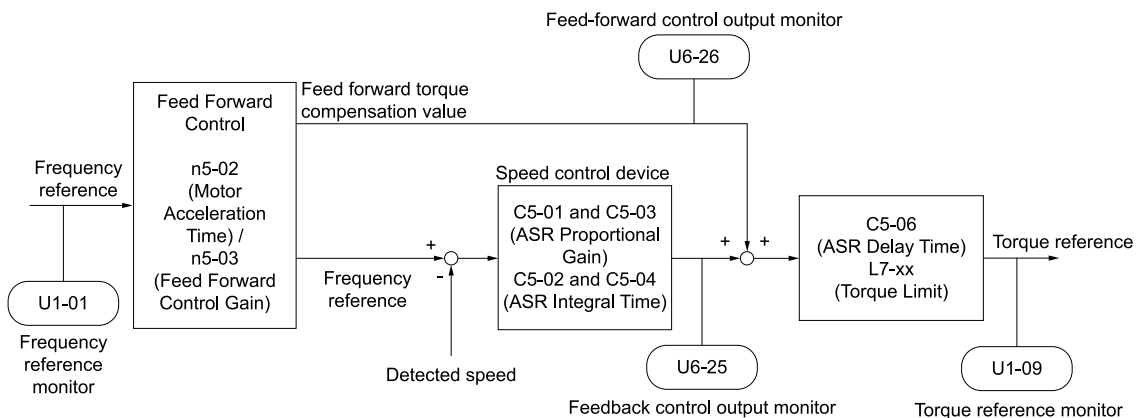 Feed-forward control output monitor
U6-26
Feed Forward
Control
n5-02
(Motor
Acceleration
Time) /
n5-03
(Feed Forward
Control Gain)
Feed forward torque
compensation value
Frequency
reference
U1-01
Frequency
reference
monitor
+
-
Frequency
reference
Detected speed
Speed control device
C5-01 and C5-03
(ASR Proportional
Gain)
C5-02 and C5-04
(ASR Integral Time)
+
+
U6-25
Feedback control output monitor
C5-06
(ASR Delay Time)
L7-xx
(Torque Limit)
Torque reference
U1-09
Torque reference monitor